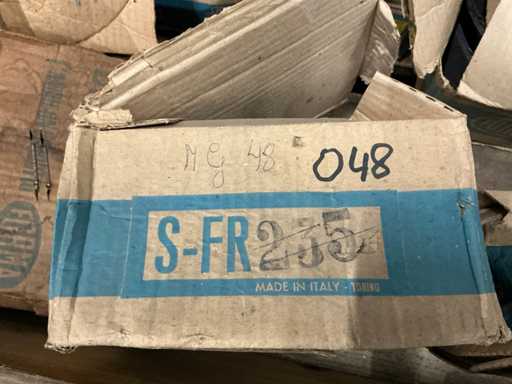 Mg 48
048
S-FR 255
MADE IN ITALY - TORINO